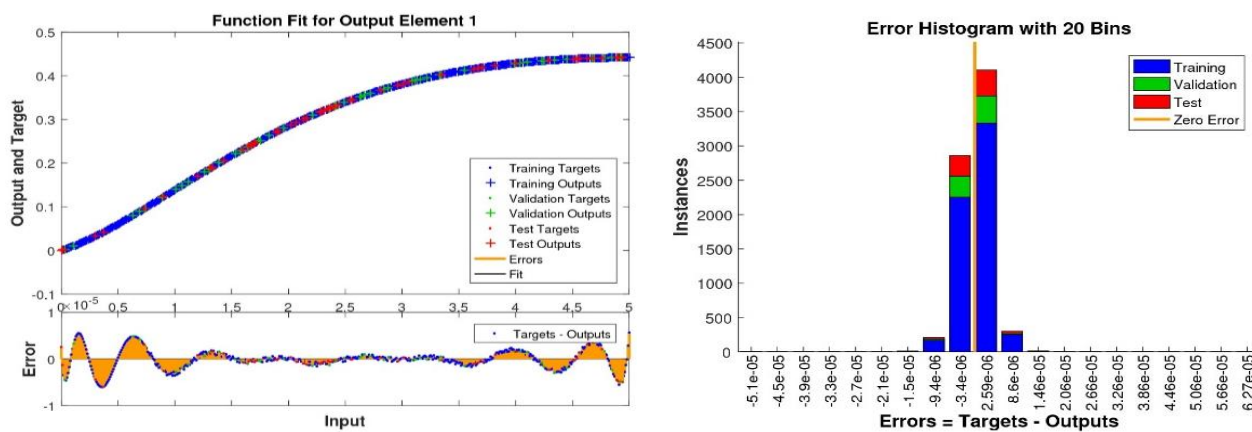 Function Fit for Output Element 1
0.5
0.4
0.3
0.2
0.1
0
-0.1
Output and Target
Training Targets
Training Outputs
Validation Targets
Validation Outputs
Test Targets
Test Outputs
Errors
Fit
0 0.5 1 1.5 2 2.5 3 3.5 4 4.5 5
×10-5
1
0
-1
Error
Targets - Outputs
Input
Error Histogram with 20 Bins
4500
4000
3500
3000
2500
2000
1500
1000
500
0
Instances
Training
Validation
Test
Zero Error
-5.1e-05
-4.5e-05
-3.9e-05
-3.3e-05
-2.7e-05
-2.1e-05
-1.5e-05
-9.4e-06
-3.4e-06
2.59e-06
8.6e-06
1.46e-05
2.06e-05
2.66e-05
3.26e-05
3.86e-05
4.46e-05
5.06e-05
5.66e-05
6.27e-05
Errors = Targets - Outputs